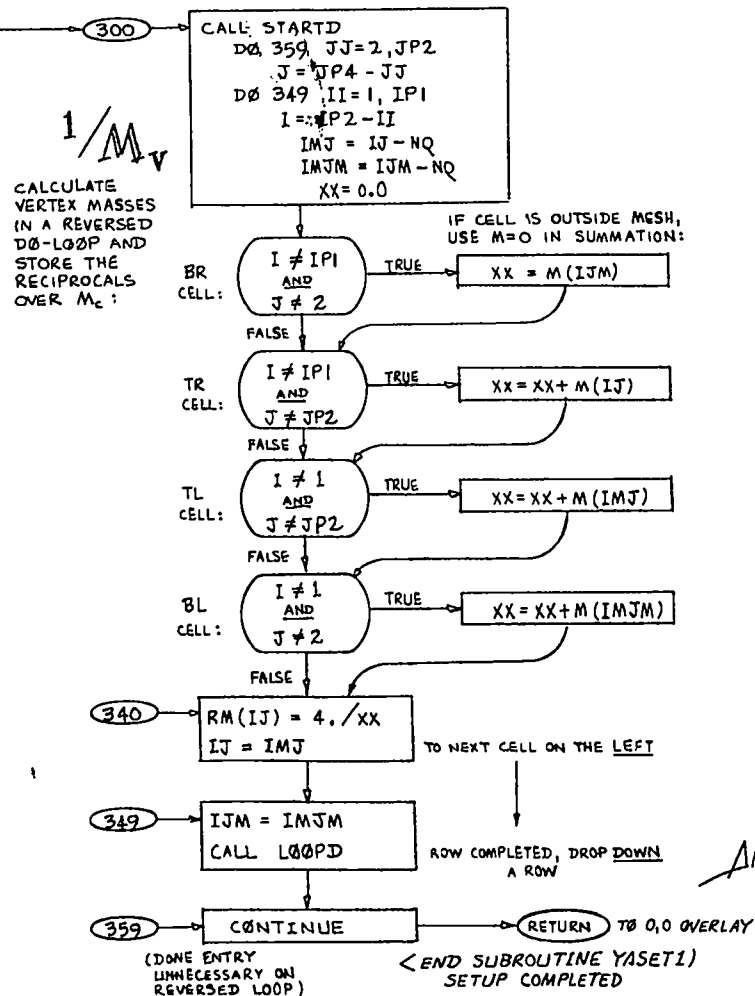 300
CALL STARTD
DØ 359 JJ=2, JP2
J = JP4 - JJ
DØ 349 II=1, IP1
I = IP2 - II
IMJ = IJ - NQ
IMJM = IJM - NQ
XX = 0.0
1/Mv
CALCULATE
VERTEX MASSES
IN A REVERSED
DØ-LØØP AND
STORE THE
RECIPROCALS
OVER Mc :
IF CELL IS OUTSIDE MESH,
USE M=0 IN SUMMATION:
BR
CELL:
I ≠ IP1
AND
J ≠ 2
TRUE
XX = M(IJM)
FALSE
TR
CELL:
I ≠ IP1
AND
J ≠ JP2
TRUE
XX = XX + M(IJ)
FALSE
TL
CELL:
I ≠ 1
AND
J ≠ JP2
TRUE
XX = XX + M(IMJ)
FALSE
BL
CELL:
I ≠ 1
AND
J ≠ 2
TRUE
XX = XX + M(IMJM)
FALSE
340
RM(IJ) = 4./XX
IJ = IMJ
TO NEXT CELL ON THE LEFT
349
IJM = IMJM
CALL LØØPD
ROW COMPLETED, DROP DOWN
A ROW
359
CØNTINUE
RETURN
TØ 0,0 OVERLAY
(DONE ENTRY
UNNECESSARY ON
REVERSED LOOP)
<END SUBROUTINE YASET1)
SETUP COMPLETED